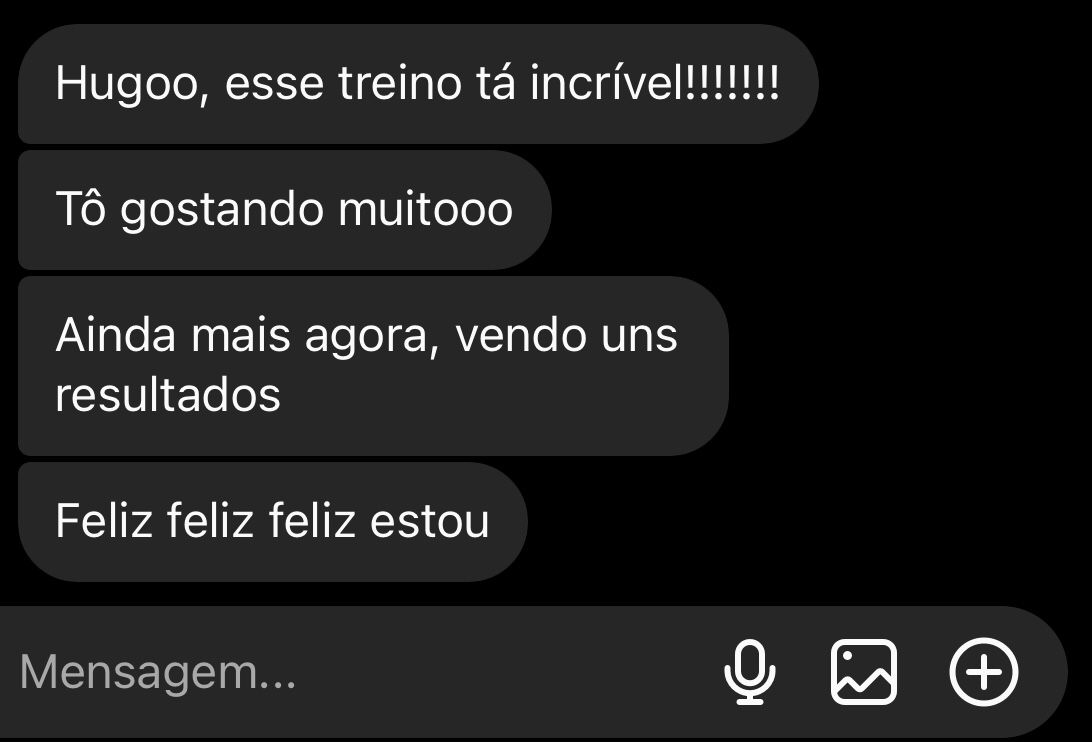 Hugoo, esse treino tá incrível!!!!!!!
Tô gostando muitooo
Ainda mais agora, vendo uns
resultados
Feliz feliz feliz estou
Mensagem...